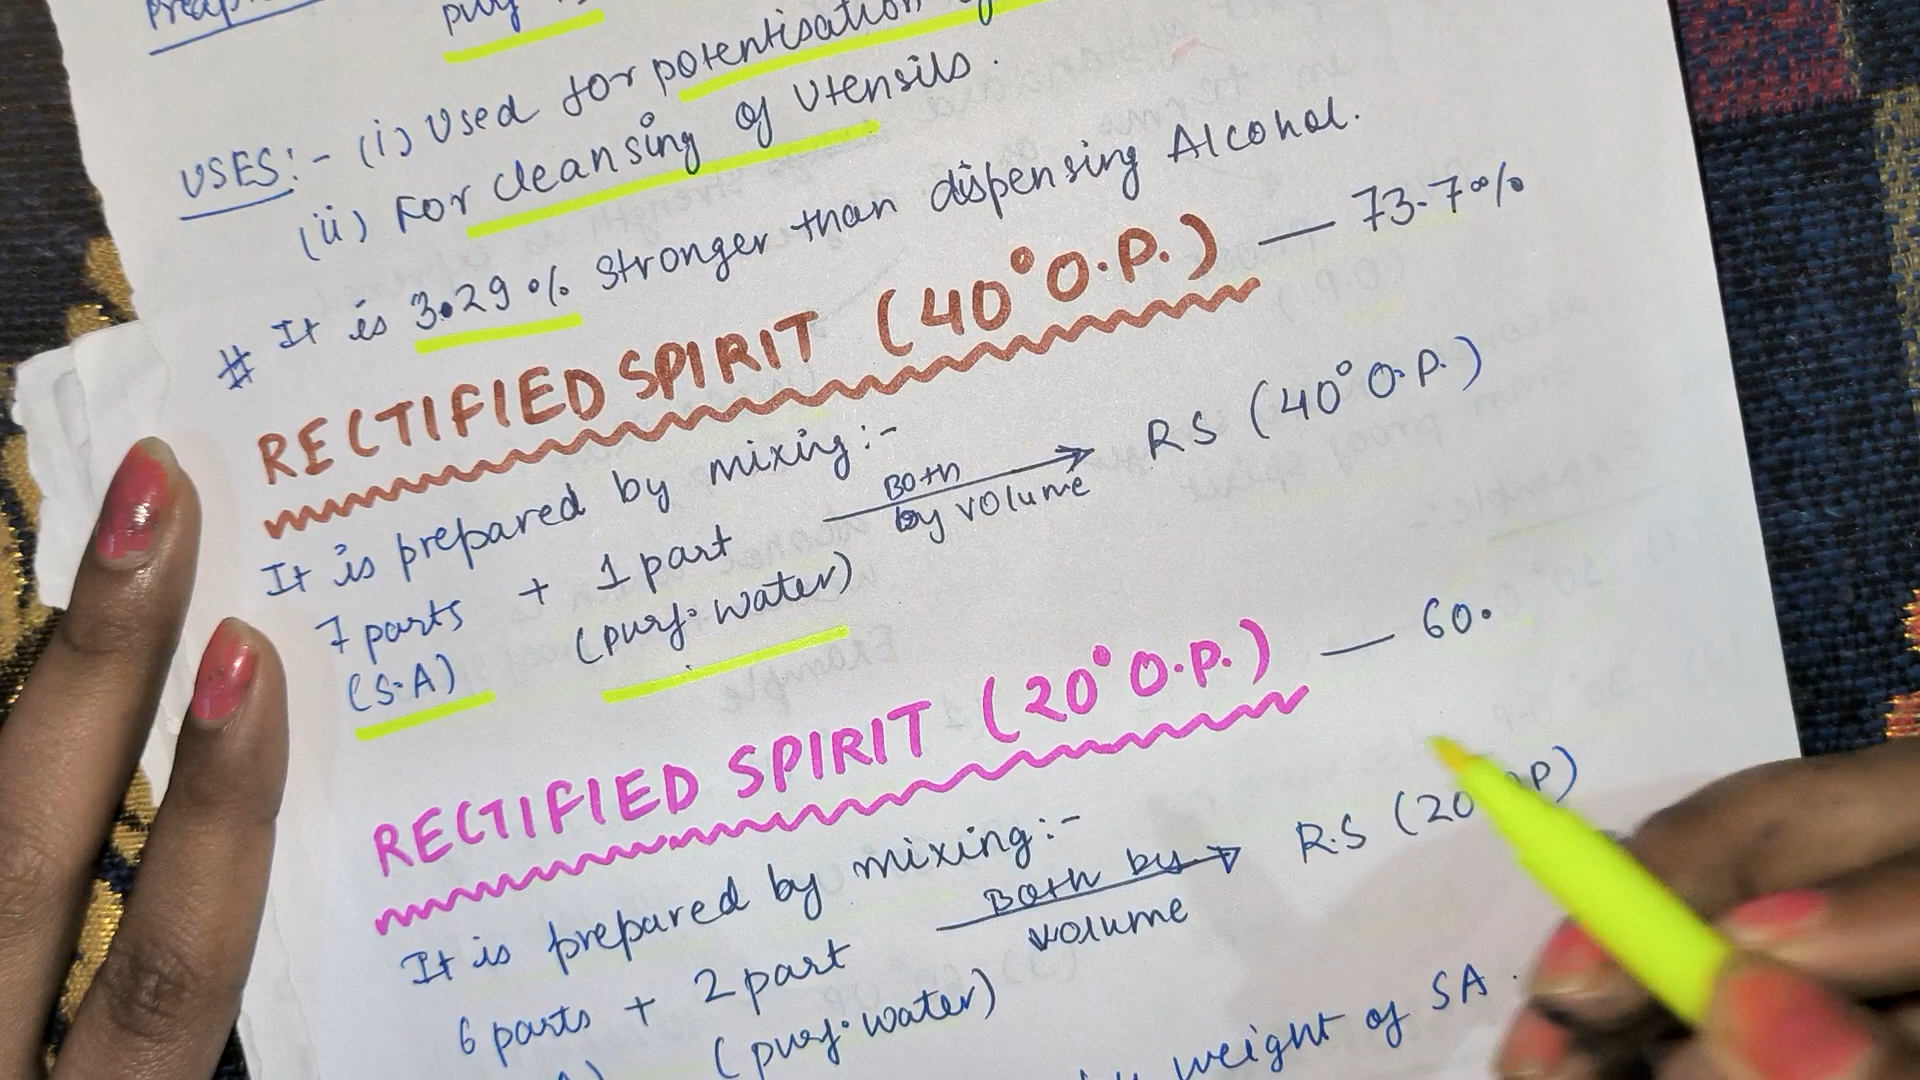 USES:- (i) Used for potentisation
(ii) For cleansing of Utensils.
# It is 3.29% stronger than dispensing Alcohol.
RECTIFIED SPIRIT (40° O.P.) — 73.7%
It is prepared by mixing:-
7 parts + 1 part Both by volume → RS (40° O.P.)
(S.A) (purf. water)
RECTIFIED SPIRIT (20° O.P.) — 60.
It is prepared by mixing:-
6 parts + 2 part Both by volume → R.S (20 P)
(purf. water)
weight of SA.